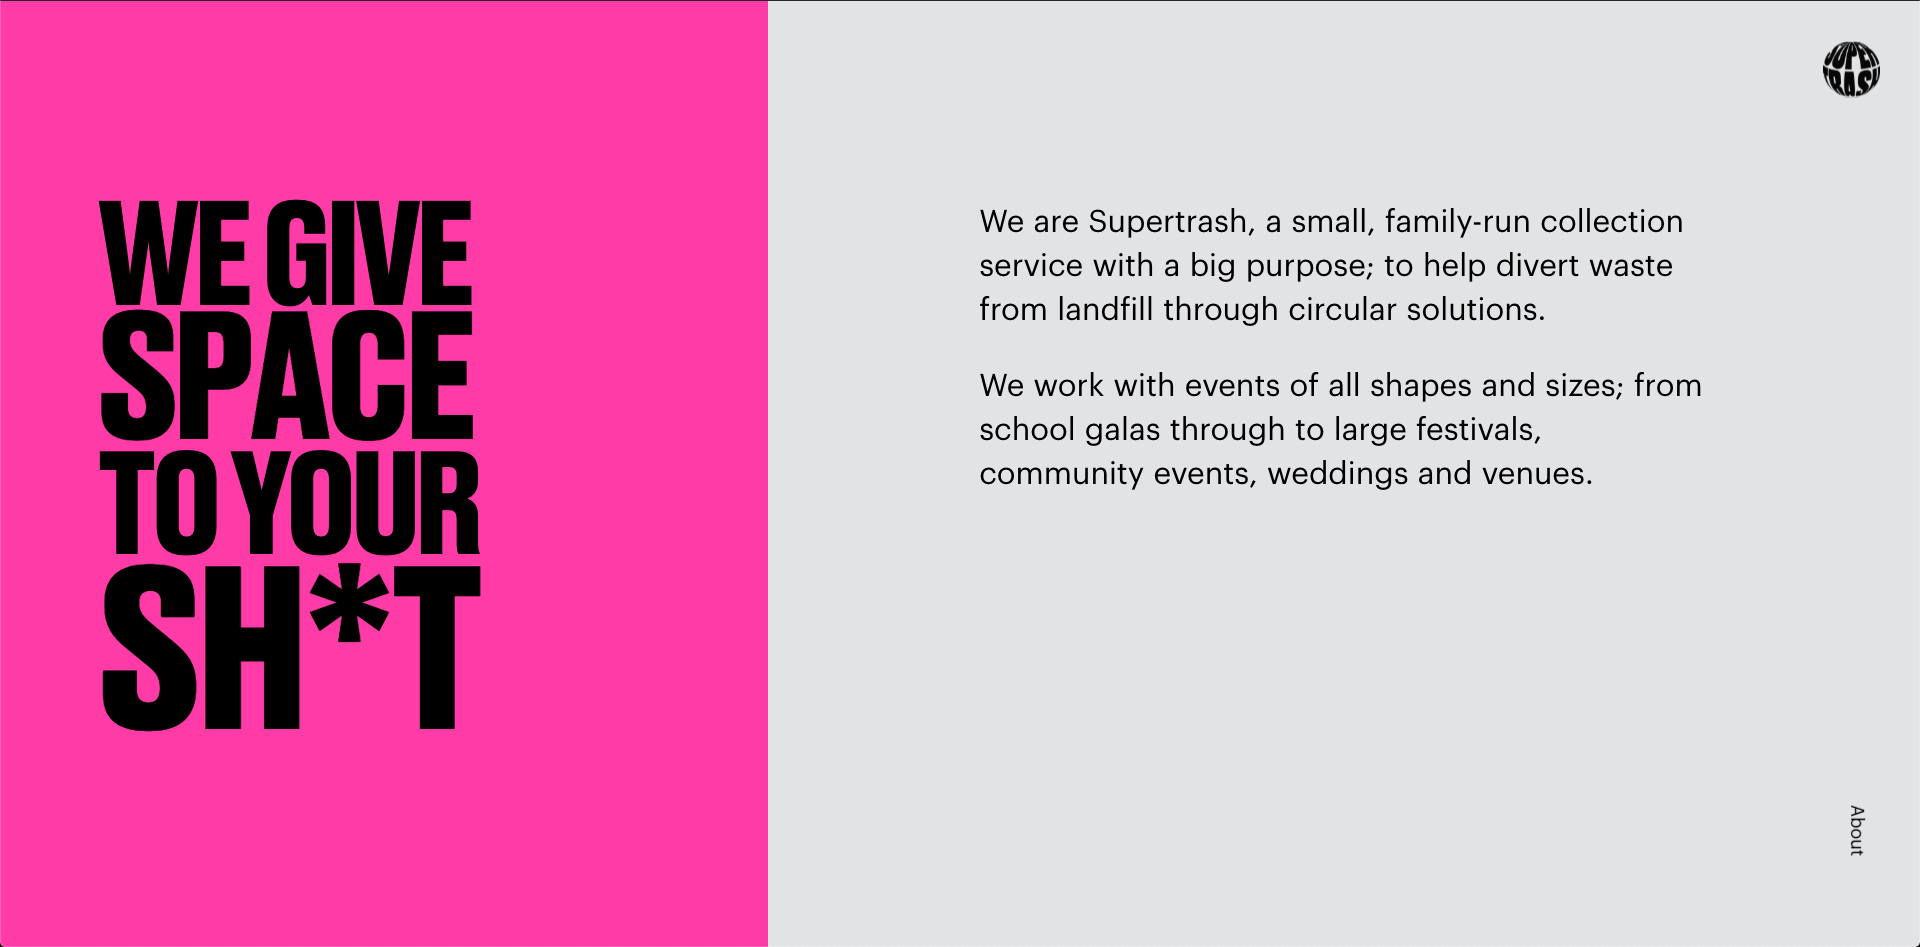 WE GIVE
SPACE
TO YOUR
SH*T
SUPER
TRASH
We are Supertrash, a small, family-run collection
service with a big purpose; to help divert waste
from landfill through circular solutions.
We work with events of all shapes and sizes; from
school galas through to large festivals,
community events, weddings and venues.
About